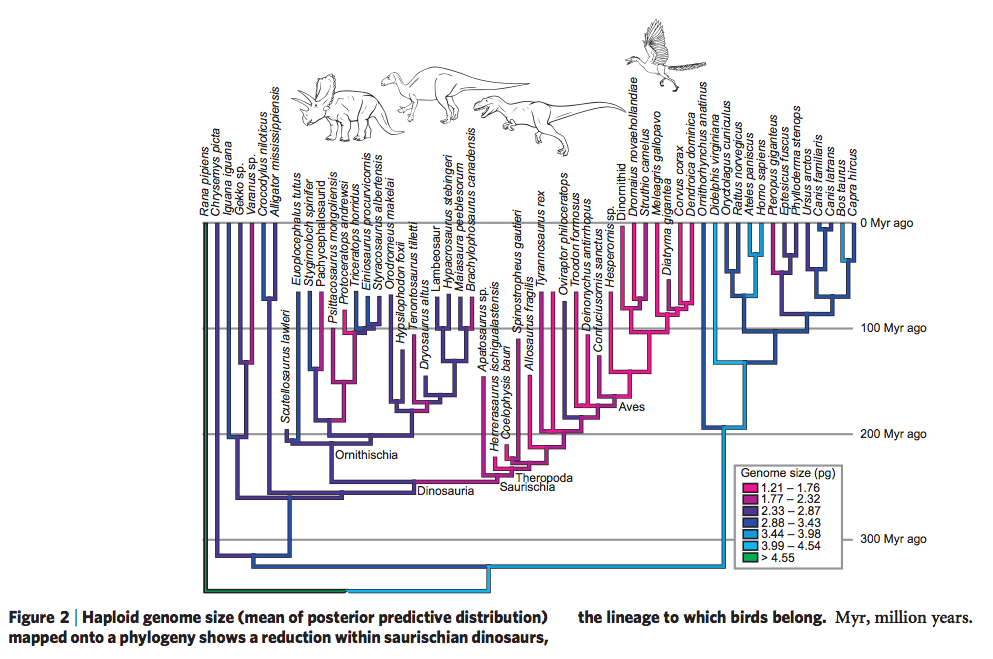 Rana pipiens
Chrysemys picta
Iguana iguana
Gekko sp.
Varanus sp.
Crocodylus niloticus
Alligator mississippiensis
Scutellosaurus lawleri
Euoplocephalus tutus
Stygimoloch spinifer
Pachycephalosaurid
Psittacosaurus mongoliensis
Protoceratops andrewsi
Triceratops horridus
Einiosaurus procurvicornis
Styracosaurus albertensis
Orodromeus makelai
Hypsilophodon foxii
Tenontosaurus tilletti
Dryosaurus altus
Lambeosaur
Hypacrosaurus stebingeri
Maiasaura peeblesorum
Brachylophosaurus canadensis
Apatosaurus sp.
Herrerasaurus ischigualastensis
Coelophysis bauri
Spinostropheus gautieri
Allosaurus fragilis
Tyrannosaurus rex
Oviraptor philoceratops
Troodon formosus
Deinonychus antirrhopus
Confuciusornis sanctus
Hesperornis sp.
Dinornithid
Dromaius novaehollandiae
Struthio camelus
Meleagris gallopavo
Diatryma gigantea
Corvus corax
Dendroica dominica
Ornithorhynchus anatinus
Didelphis virginiana
Oryctolagus cuniculus
Rattus norvegicus
Ateles paniscus
Homo sapiens
Pteropus giganteus
Eptesicus fuscus
Phylloderma stenops
Ursus arctos
Canis familiaris
Canis latrans
Bos taurus
Capra hircus
0 Myr ago
100 Myr ago
Aves
200 Myr ago
Ornithischia
Theropoda
Saurischia
Dinosauria
Genome size (pg)
1.21 – 1.76
1.77 – 2.32
2.33 – 2.87
2.88 – 3.43
3.44 – 3.98
3.99 – 4.54
> 4.55
300 Myr ago
Figure 2 | Haploid genome size (mean of posterior predictive distribution)
mapped onto a phylogeny shows a reduction within saurischian dinosaurs,
the lineage to which birds belong. Myr, million years.